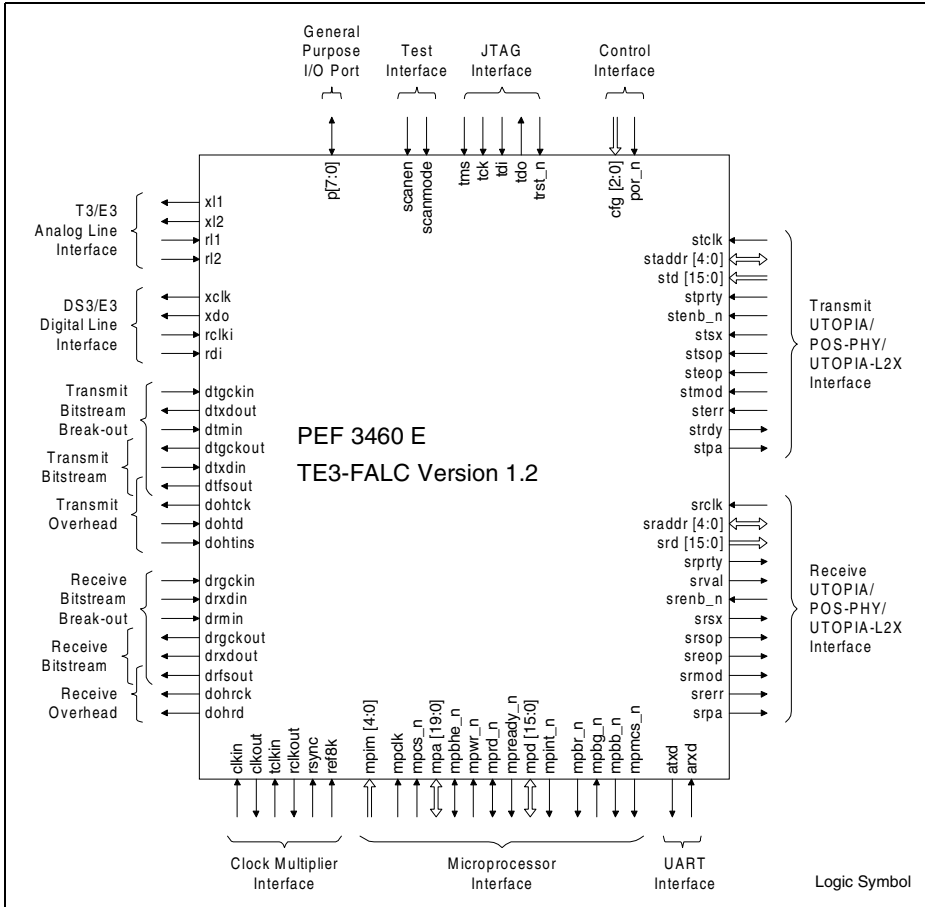 General
Purpose
I/O Port
Test
Interface
JTAG
Interface
Control
Interface
p[7:0]
scanen
scanmode
tms
tck
tdi
tdo
trst_n
cfg [2:0]
por_n
T3/E3
Analog Line
Interface
xl1
xl2
rl1
rl2
DS3/E3
Digital Line
Interface
xclk
xdo
rclki
rdi
Transmit
Bitstream
Break-out
Transmit
Bitstream
Transmit
Overhead
dtgckin
dtxdout
dtmin
dtgckout
dtxdin
dtfsout
dohtck
dohtd
dohtins
Receive
Bitstream
Break-out
Receive
Bitstream
Receive
Overhead
drgckin
drxdin
drmin
drgckout
drxdout
drfsout
dohrck
dohrd
PEF 3460 E
TE3-FALC Version 1.2
stclk
staddr [4:0]
std [15:0]
stprty
stenb_n
stsx
stsop
steop
stmod
sterr
strdy
stpa
Transmit
UTOPIA/
POS-PHY/
UTOPIA-L2X
Interface
srclk
sraddr [4:0]
srd [15:0]
srprty
srval
srenb_n
srsx
srsop
sreop
srmod
srerr
srpa
Receive
UTOPIA/
POS-PHY/
UTOPIA-L2X
Interface
clkin
clkout
tclkin
rclkout
rsync
ref8k
mpim [4:0]
mpclk
mpcs_n
mpa [19:0]
mpbhe_n
mpwr_n
mprd_n
mpready_n
mpd [15:0]
mpint_n
mpbr_n
mpbg_n
mpbb_n
mpmcs_n
atxd
arxd
Clock Multiplier
Interface
Microprocessor
Interface
UART
Interface
Logic Symbol